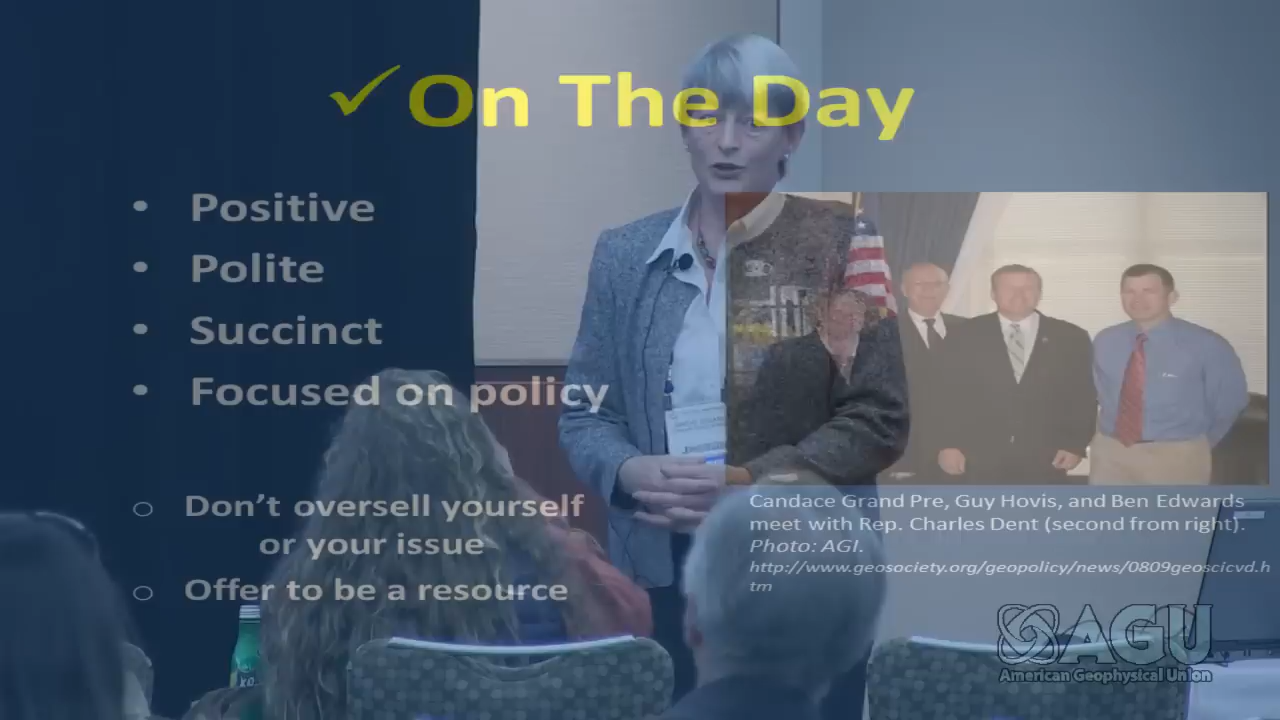 ✓On The Day
• Positive
• Polite
• Succinct
• Focused on policy
○ Don't oversell yourself
or your issue
○ Offer to be a resource
Candace Grand Pre, Guy Hovis, and Ben Edwards
meet with Rep. Charles Dent (second from right).
Photo: AGI.
http://www.geosociety.org/geopolicy/news/0809geoscicvd.h
tm
AGU
American Geophysical Union